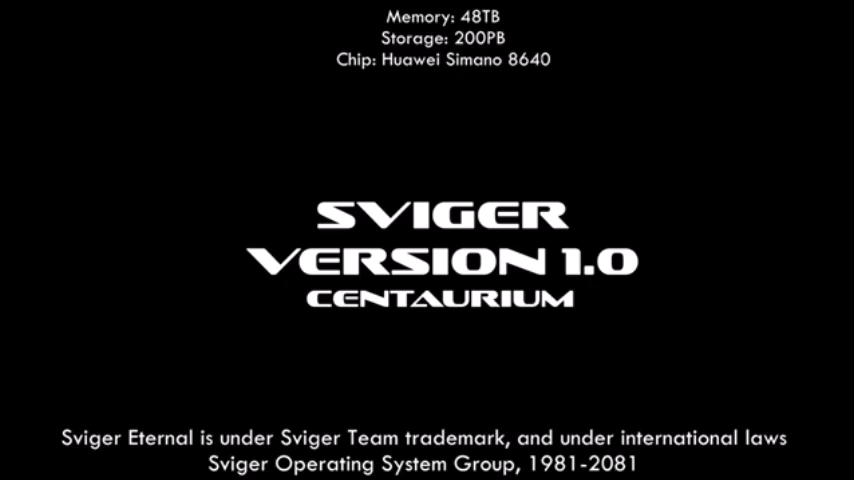 Memory: 48TB
Storage: 200PB
Chip: Huawei Simano 8640
SVIGER
VERSION 1.0
CENTAURIUM
Sviger Eternal is under Sviger Team trademark, and under international laws
Sviger Operating System Group, 1981-2081